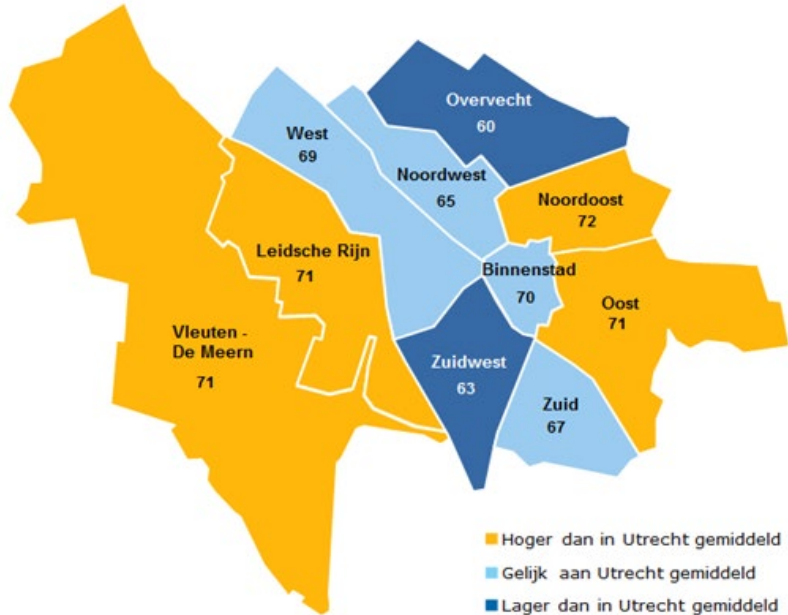 Overvecht
60
West
69
Noordwest
65
Noordoost
72
Leidsche Rijn
71
Binnenstad
70
Oost
71
Vleuten -
De Meern
71
Zuidwest
63
Zuid
67
Hoger dan in Utrecht gemiddeld
Gelijk aan Utrecht gemiddeld
Lager dan in Utrecht gemiddeld